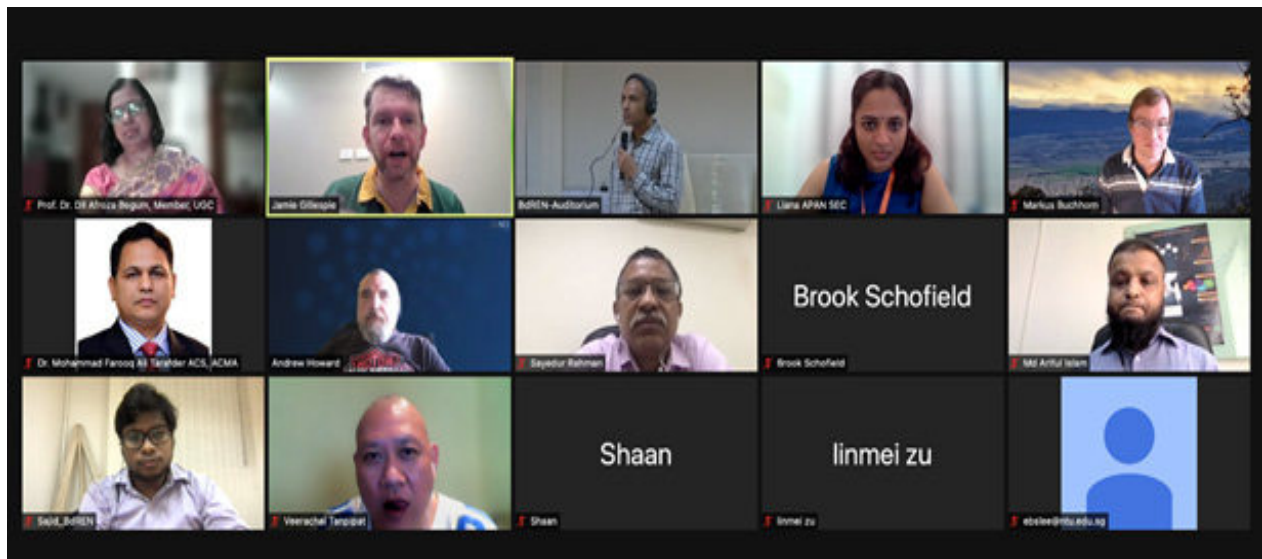 Prof. Dr. Dil Afroza Begum, Member, UGC
Jamie Gillespie
BdREN-Auditorium
Liana APAN SEC
Markus Buchhorn
Dr. Mohammad Farooq Ali Tarafder ACS, ACMA
Andrew Howard
Sayedur Rahman
Brook Schofield
Brook Schofield
Md Ariful Islam
Sajid_BdREN
Veerachai Tanpipat
Shaan
Shaan
linmei zu
linmei zu
ebslee@ntu.edu.sg